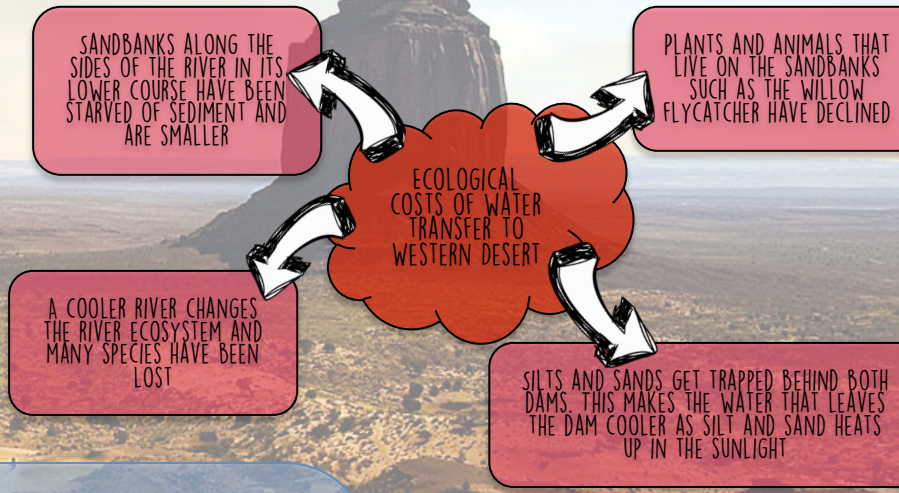 SANDBANKS ALONG THE
SIDES OF THE RIVER IN ITS
LOWER COURSE HAVE BEEN
STARVED OF SEDIMENT AND
ARE SMALLER
PLANTS AND ANIMALS THAT
LIVE ON THE SANDBANKS
SUCH AS THE WILLOW
FLYCATCHER HAVE DECLINED
ECOLOGICAL
COSTS OF WATER
TRANSFER TO
WESTERN DESERT
A COOLER RIVER CHANGES
THE RIVER ECOSYSTEM AND
MANY SPECIES HAVE BEEN
LOST
SILTS AND SANDS GET TRAPPED BEHIND BOTH
DAMS. THIS MAKES THE WATER THAT LEAVES
THE DAM COOLER AS SILT AND SAND HEATS
UP IN THE SUNLIGHT